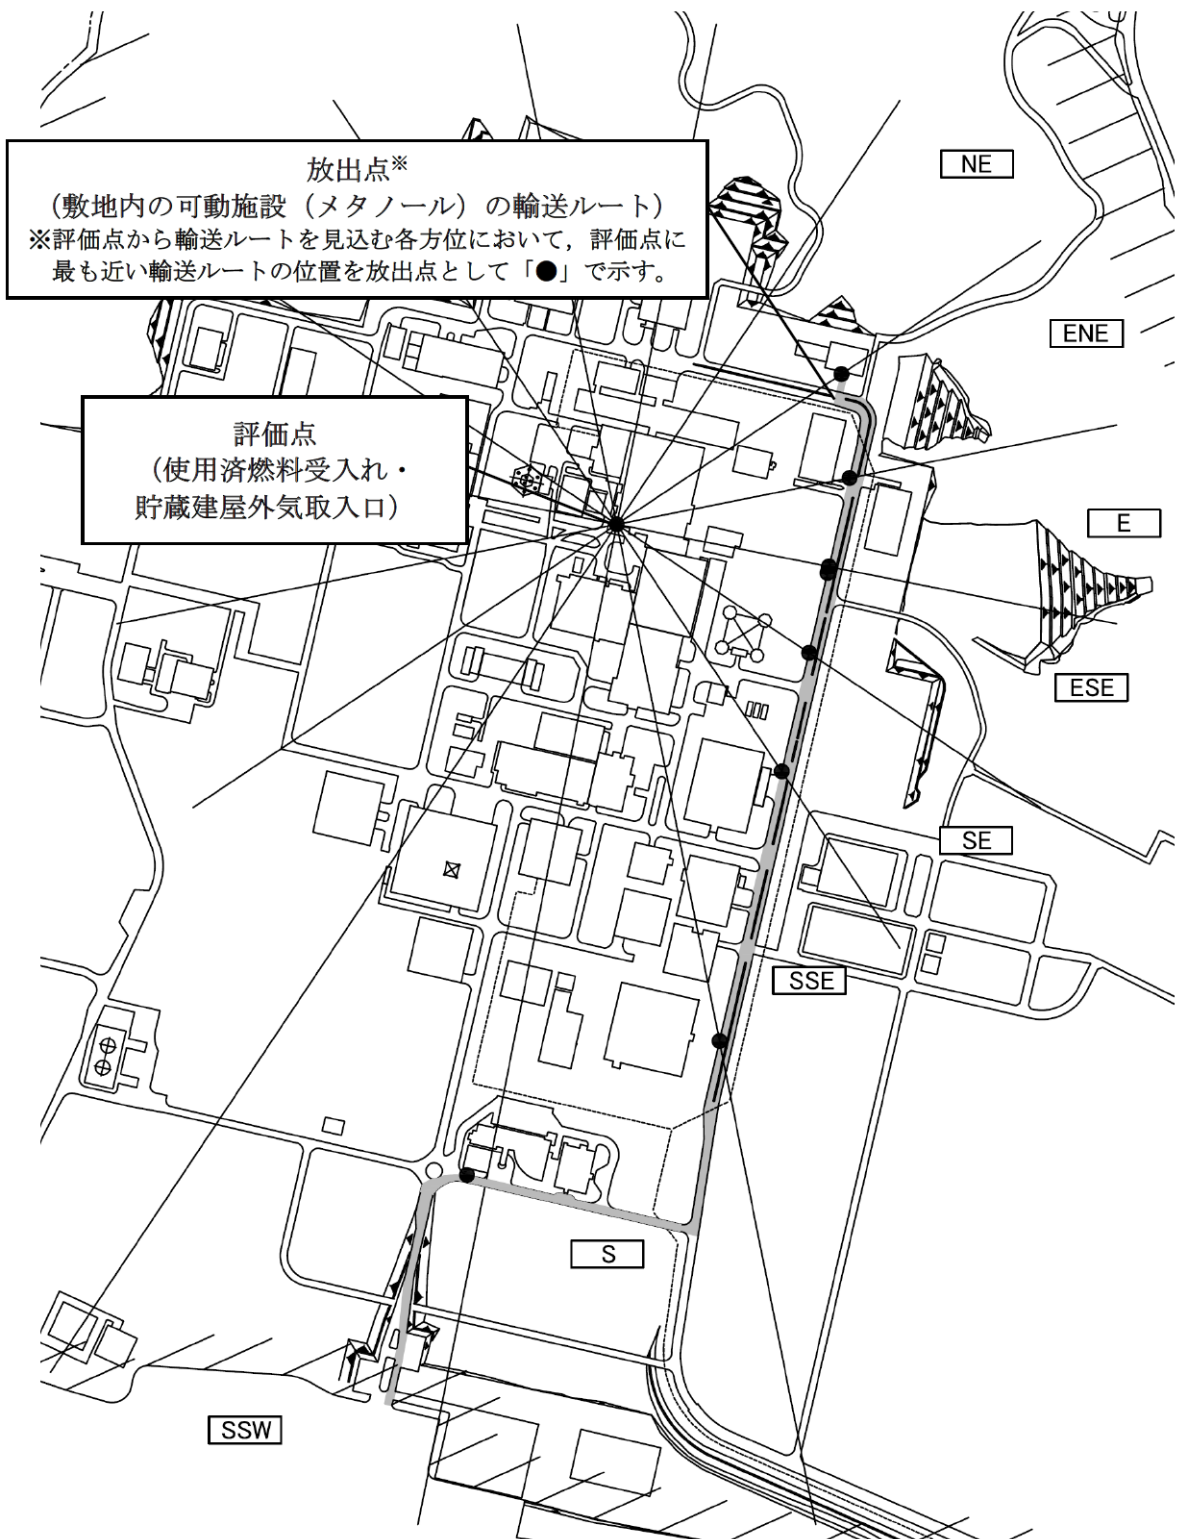 放出点※
（敷地内の可動施設（メタノール）の輸送ルート）
※評価点から輸送ルートを見込む各方位において，評価点に
最も近い輸送ルートの位置を放出点として「●」で示す。
NE
ENE
評価点
（使用済燃料受入れ・
貯蔵建屋外気取入口）
E
ESE
SE
SSE
S
SSW